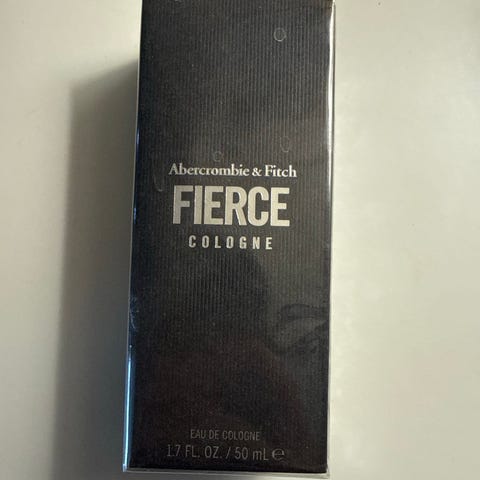 Abercrombie & Fitch
FIERCE
COLOGNE
EAU DE COLOGNE
1.7 FL. OZ. / 50 ml ℮